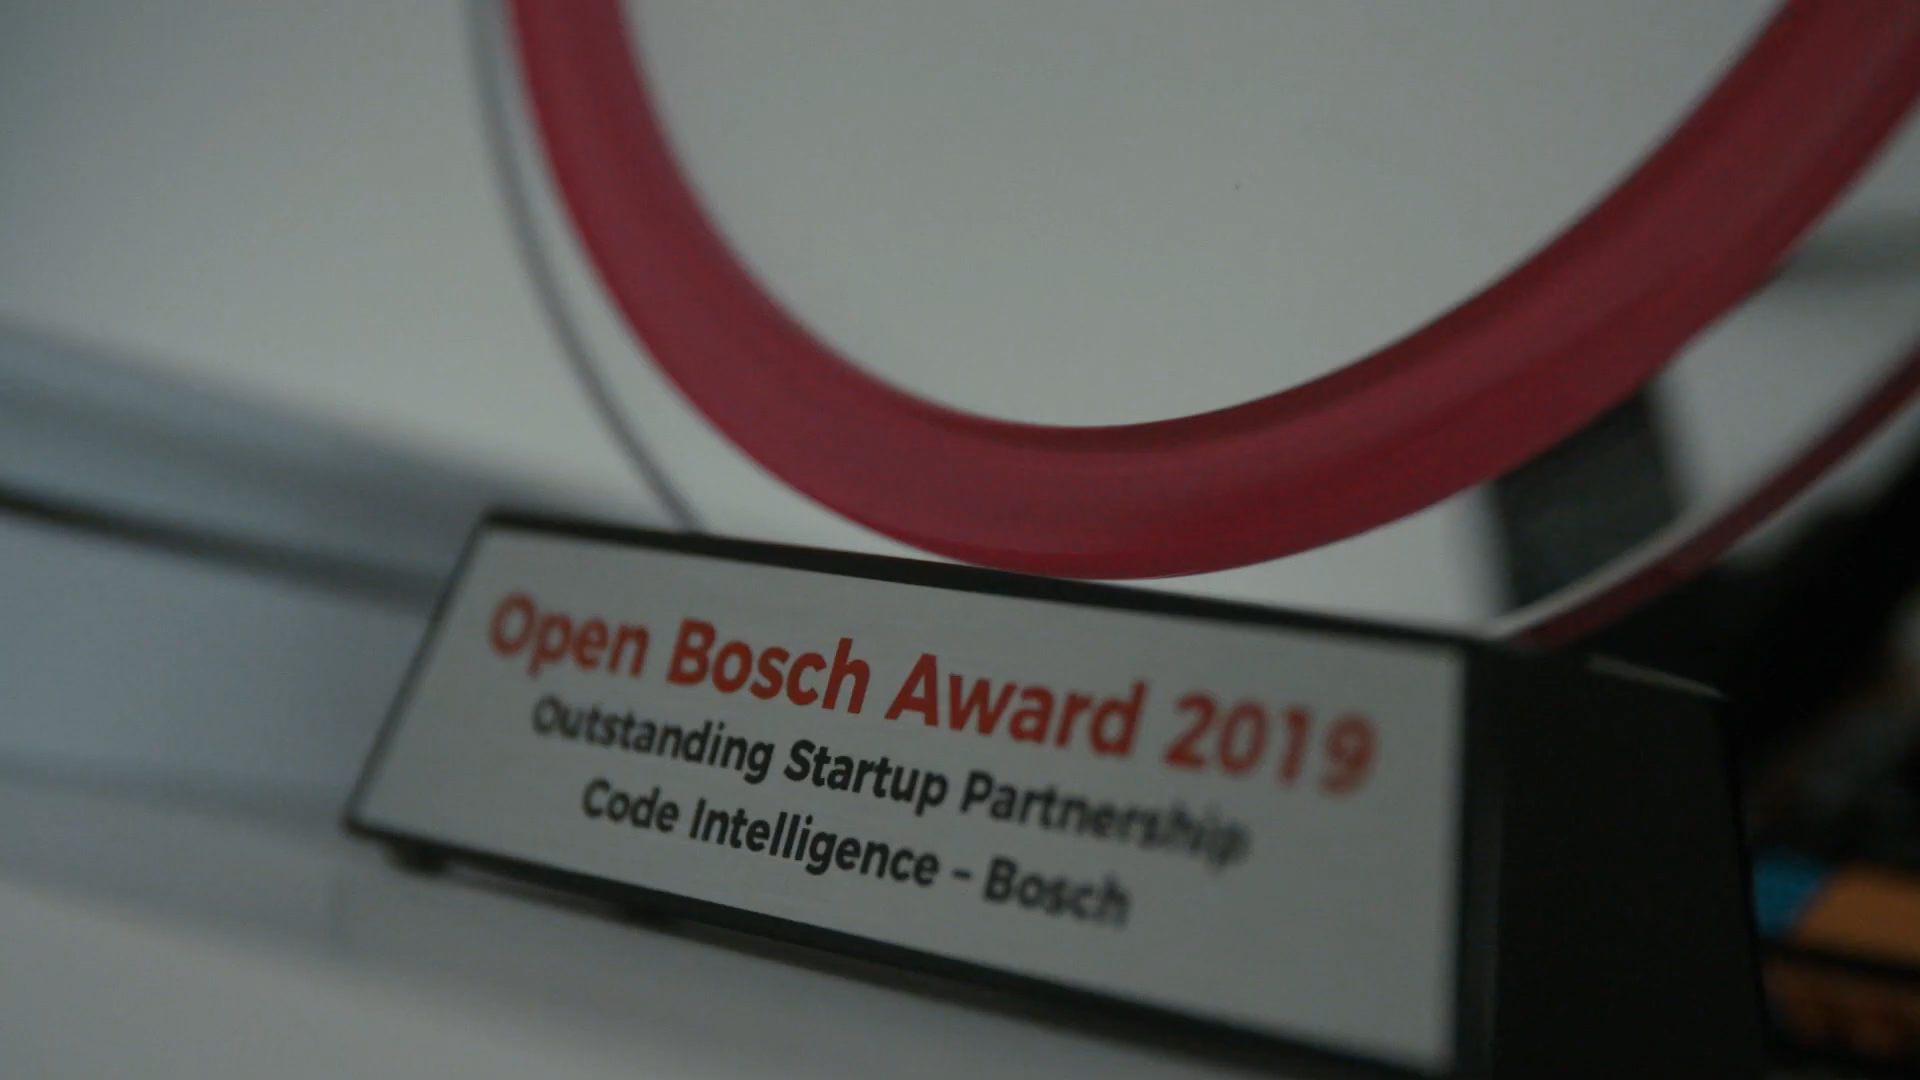 Open Bosch Award 2019
Outstanding Startup Partnership
Code Intelligence – Bosch